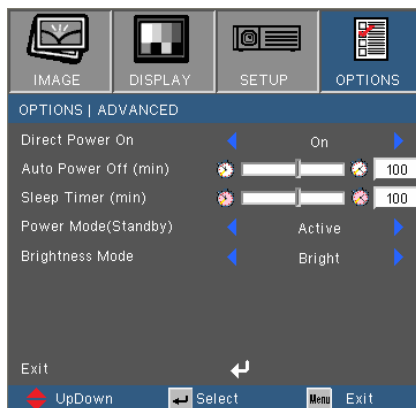 IMAGE DISPLAY SETUP OPTIONS
OPTIONS | ADVANCED
Direct Power On On
Auto Power Off (min) 100
Sleep Timer (min) 100
Power Mode(Standby) Active
Brightness Mode Bright
Exit
UpDown Select Menu Exit